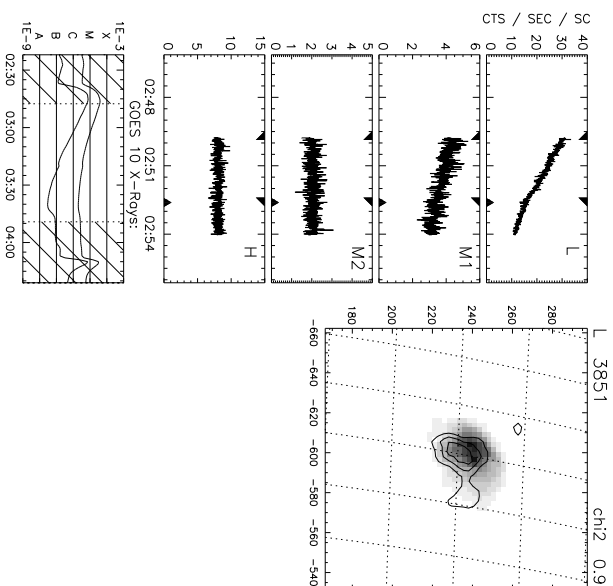 CTS / SEC / SC
40
30
20
10
0
L
6
4
2
0
M1
5
4
3
2
1
0
M2
15
10
5
0
H
02:48 02:51 02:54
GOES 10 X-Rays:
1E-3
X
M
C
B
A
1E-9
02:30 03:00 03:30 04:00
L 3851 chi2 0.9
280
260
240
220
200
180
-660 -640 -620 -600 -580 -560 -540